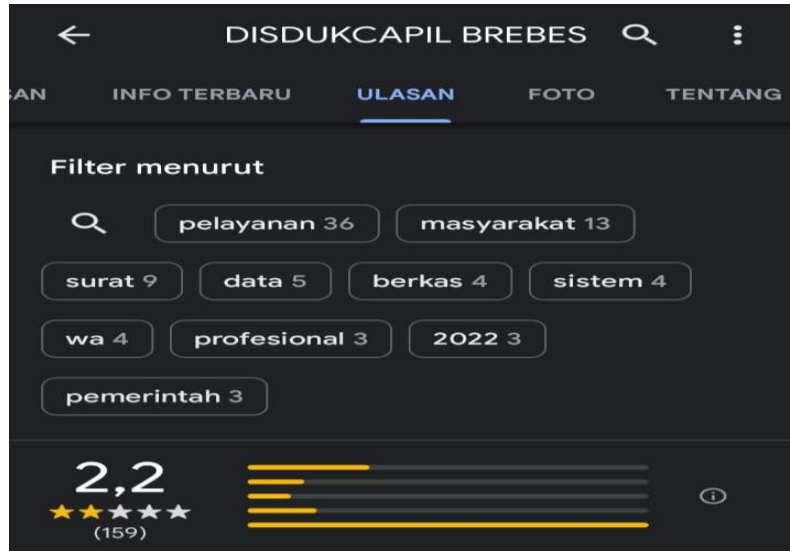 DISDUKCAPIL BREBES
SAN INFO TERBARU ULASAN FOTO TENTANG
Filter menurut
pelayanan 36 masyarakat 13
surat 9 data 5 berkas 4 sistem 4
wa 4 profesional 3 2022 3
pemerintah 3
2,2
(159)